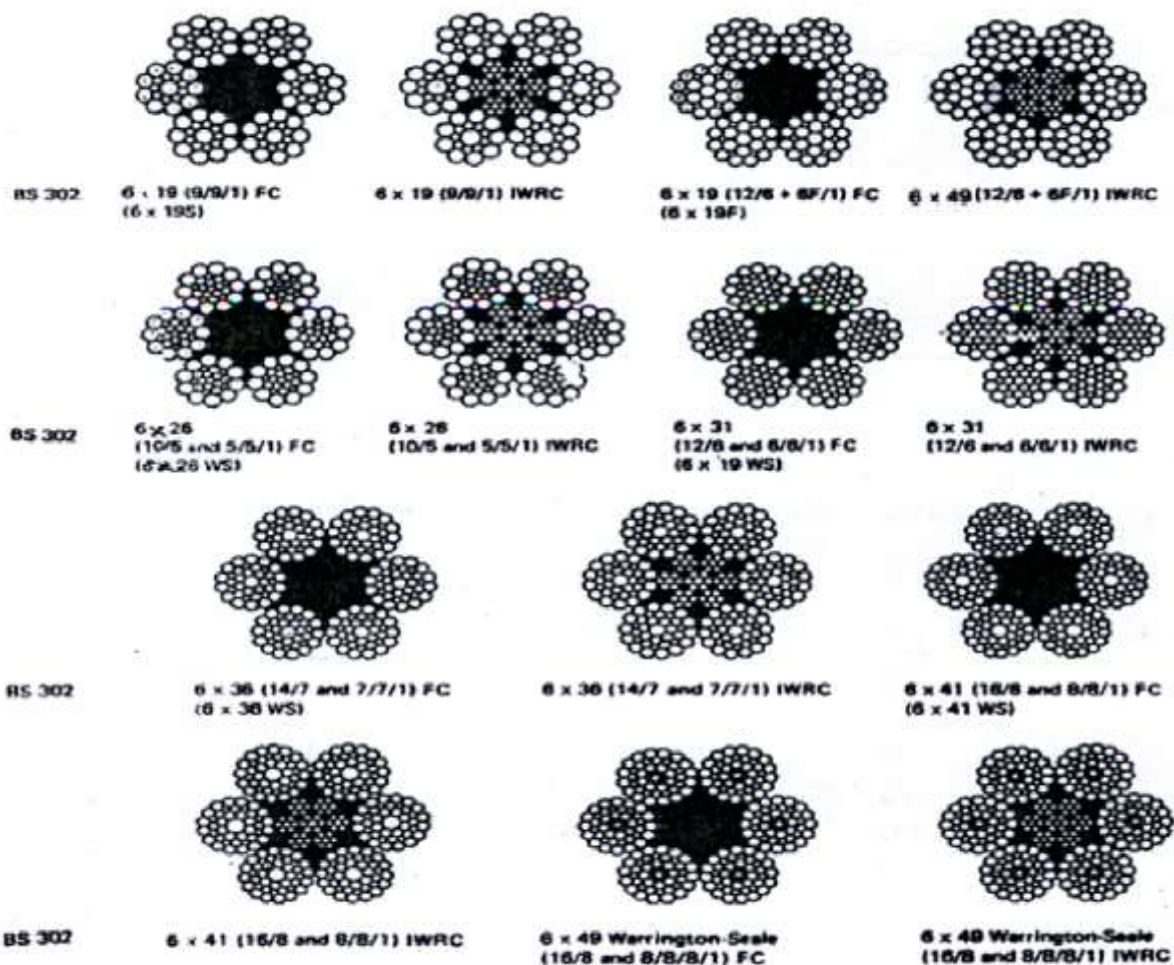 BS 302 6 x 19 (9/9/1) FC 6 x 19 (9/9/1) IWRC 6 x 19 (12/6 + 6F/1) FC 6 x 49 (12/6 + 6F/1) IWRC
(6 x 19S) (6 x 19F)
BS 302 6 x 26 6 x 26 6 x 31 6 x 31
(10/5 and 5/5/1) FC (10/5 and 5/5/1) IWRC (12/6 and 6/6/1) FC (12/6 and 6/6/1) IWRC
(6 x 26 WS) (6 x 19 WS)
BS 302 6 x 36 (14/7 and 7/7/1) FC 6 x 36 (14/7 and 7/7/1) IWRC 6 x 41 (16/8 and 8/8/1) FC
(6 x 36 WS) (6 x 41 WS)
BS 302 6 x 41 (16/8 and 8/8/1) IWRC 6 x 49 Warrington-Seale 6 x 49 Warrington-Seale
(16/8 and 8/8/8/1) FC (16/8 and 8/8/8/1) IWRC